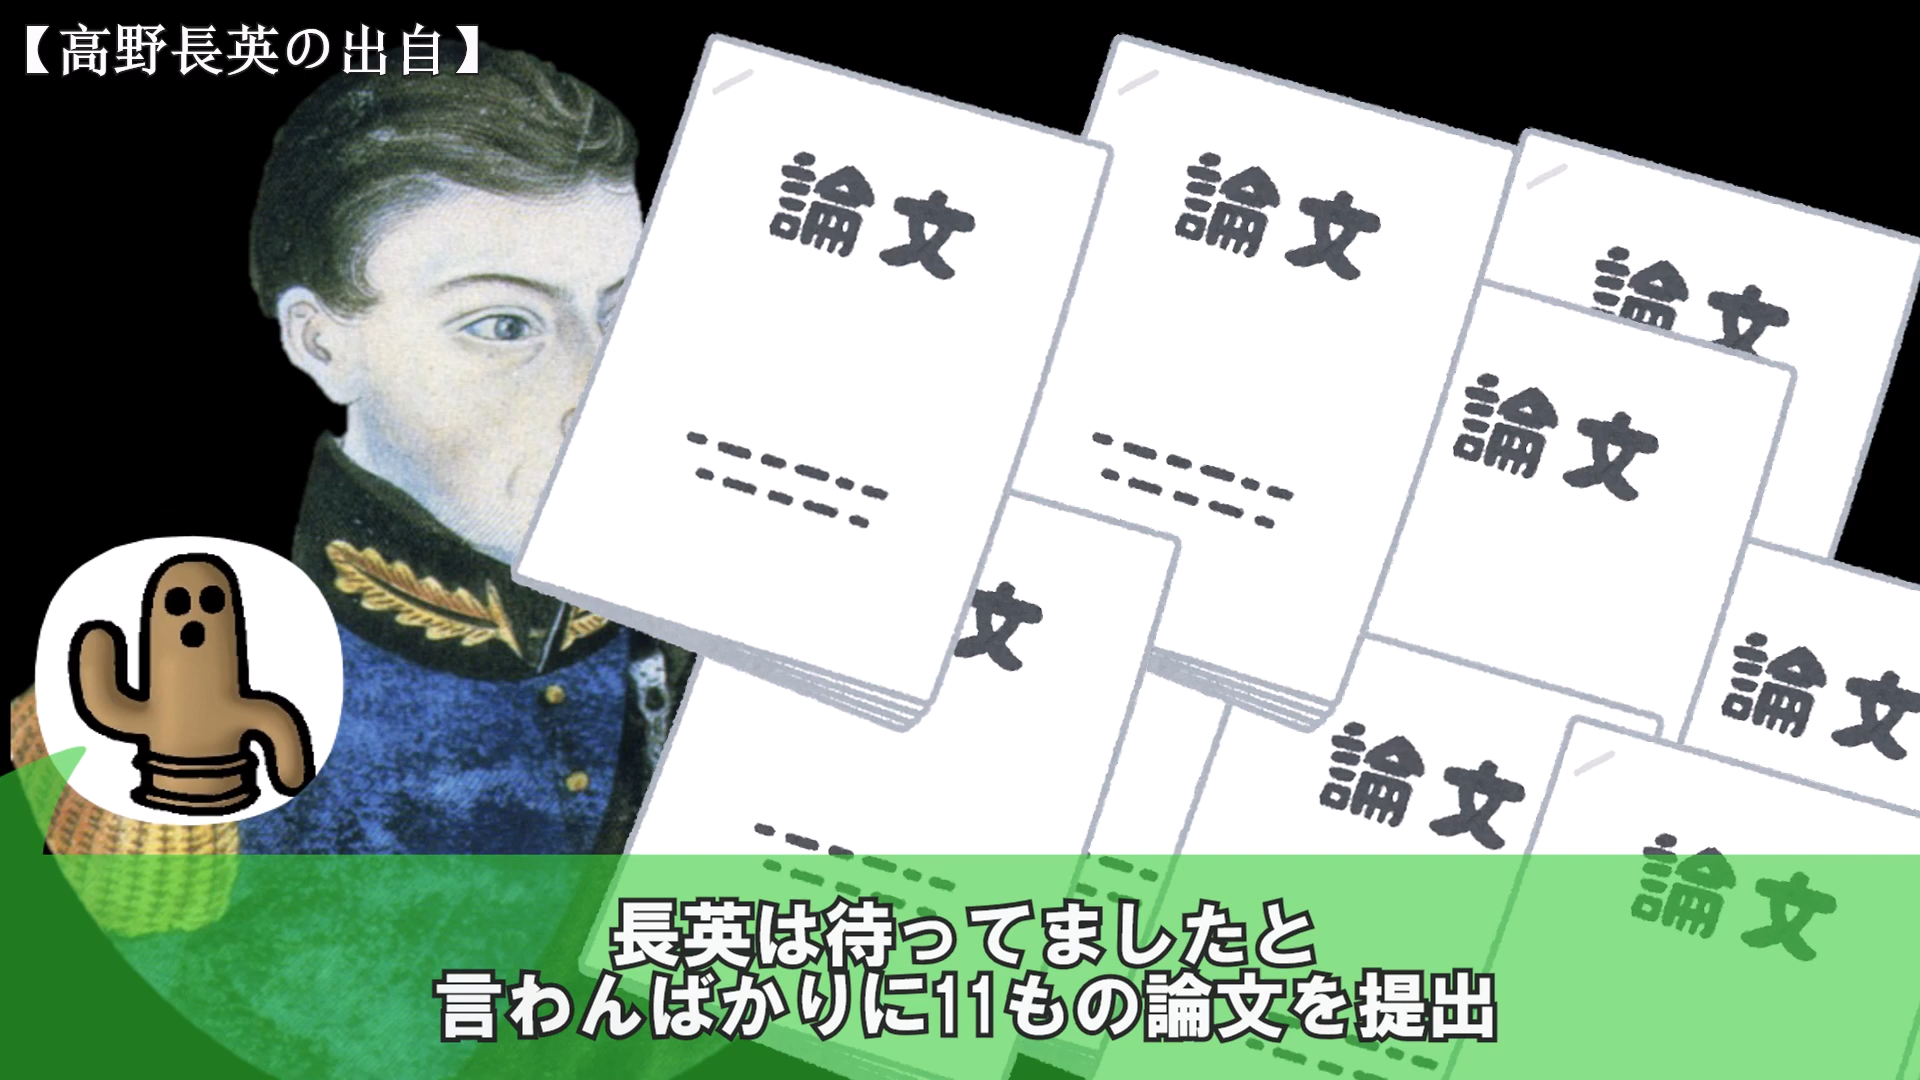 【高野長英の出自】
論文
論文
論文
論文
文
論文
論文
論文
長英は待ってましたと
言わんばかりに11もの論文を提出